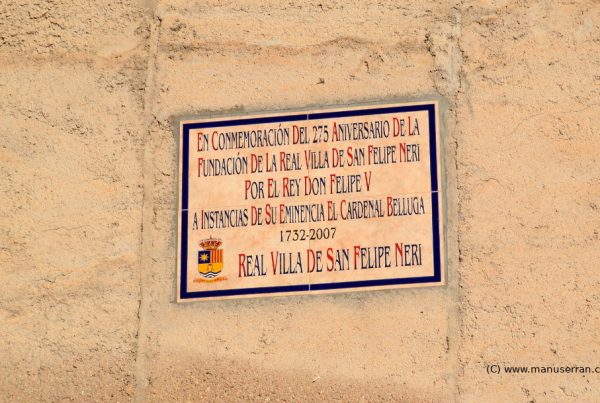 En Conmemoración Del 275 Aniversario De La
Fundación De La Real Villa De San Felipe Neri
Por El Rey Don Felipe V
A Instancias De Su Eminencia El Cardenal Belluga
1732-2007
Real Villa De San Felipe Neri
(C) www.manuserran.c